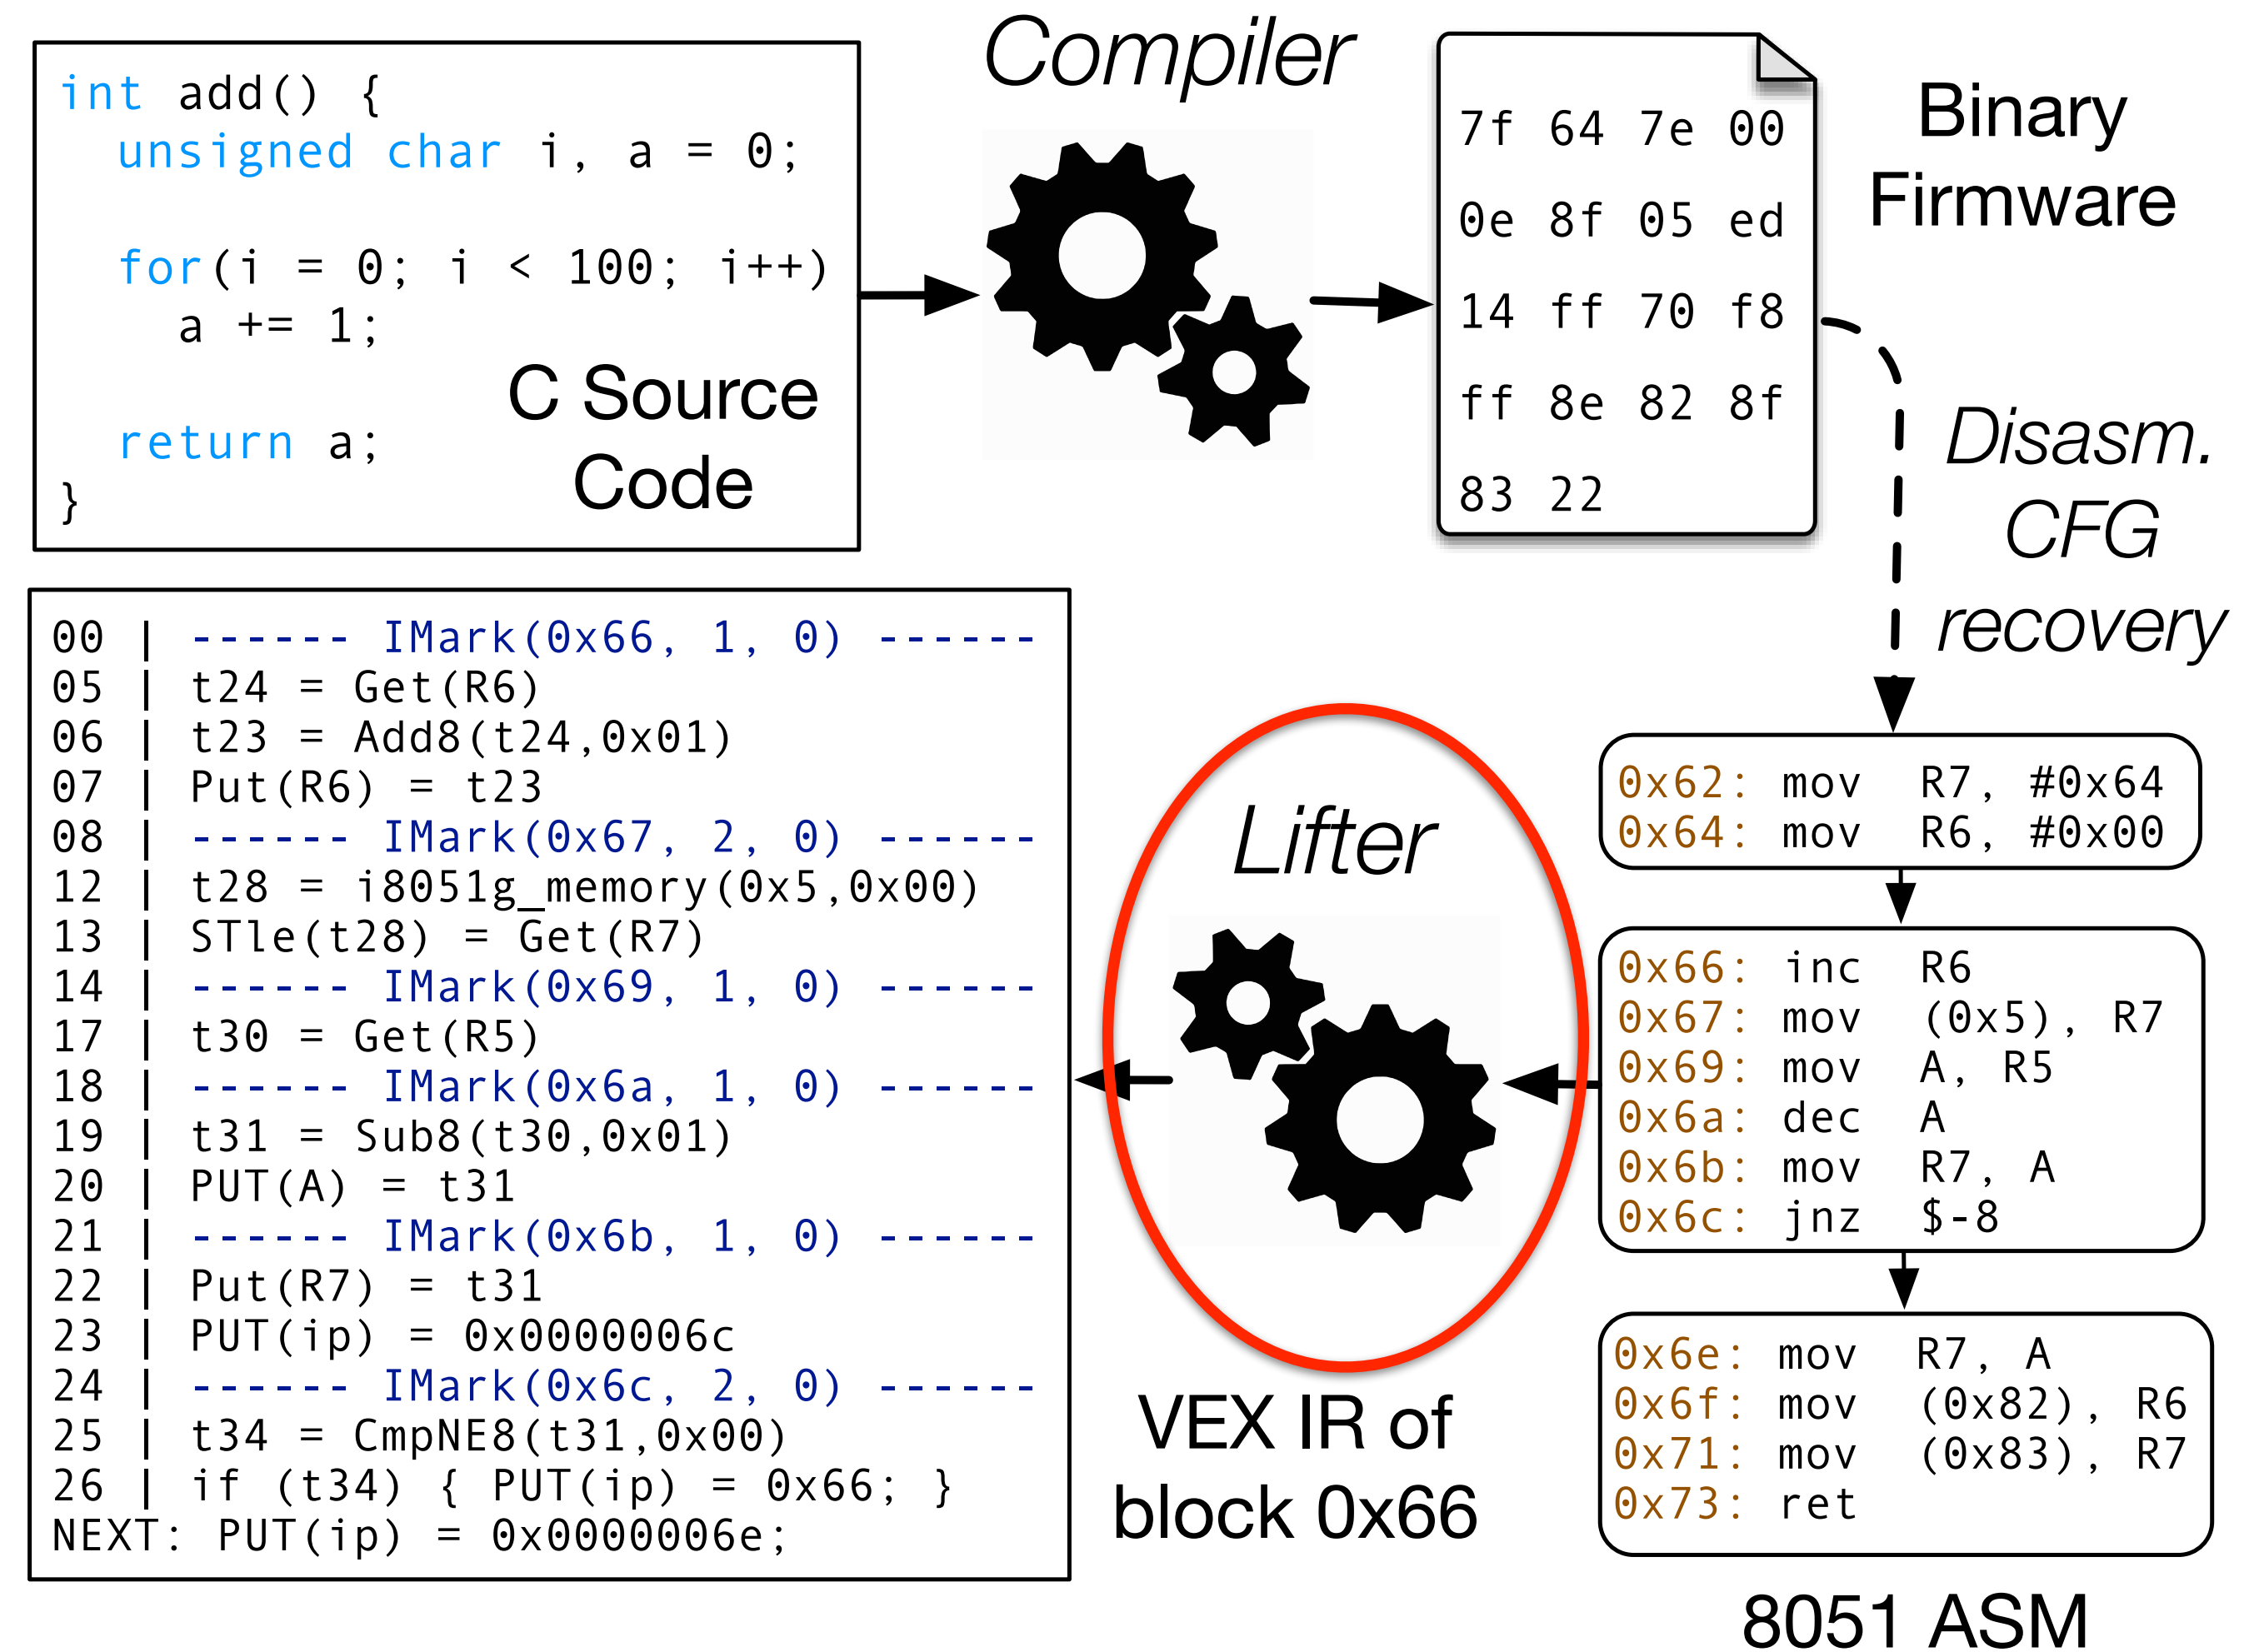 int add() {
unsigned char i, a = 0;
for(i = 0; i < 100; i++)
a += 1;
return a;
}
C Source
Code
Compiler
7f 64 7e 00
0e 8f 05 ed
14 ff 70 f8
ff 8e 82 8f
83 22
Binary
Firmware
Disasm.
CFG
recovery
0x62: mov R7, #0x64
0x64: mov R6, #0x00
0x66: inc R6
0x67: mov (0x5), R7
0x69: mov A, R5
0x6a: dec A
0x6b: mov R7, A
0x6c: jnz $-8
0x6e: mov R7, A
0x6f: mov (0x82), R6
0x71: mov (0x83), R7
0x73: ret
8051 ASM
Lifter
VEX IR of
block 0x66
00 | ------ IMark(0x66, 1, 0) ------
05 | t24 = Get(R6)
06 | t23 = Add8(t24,0x01)
07 | Put(R6) = t23
08 | ------ IMark(0x67, 2, 0) ------
12 | t28 = i8051g_memory(0x5,0x00)
13 | STle(t28) = Get(R7)
14 | ------ IMark(0x69, 1, 0) ------
17 | t30 = Get(R5)
18 | ------ IMark(0x6a, 1, 0) ------
19 | t31 = Sub8(t30,0x01)
20 | PUT(A) = t31
21 | ------ IMark(0x6b, 1, 0) ------
22 | Put(R7) = t31
23 | PUT(ip) = 0x0000006c
24 | ------ IMark(0x6c, 2, 0) ------
25 | t34 = CmpNE8(t31,0x00)
26 | if (t34) { PUT(ip) = 0x66; }
NEXT: PUT(ip) = 0x0000006e;